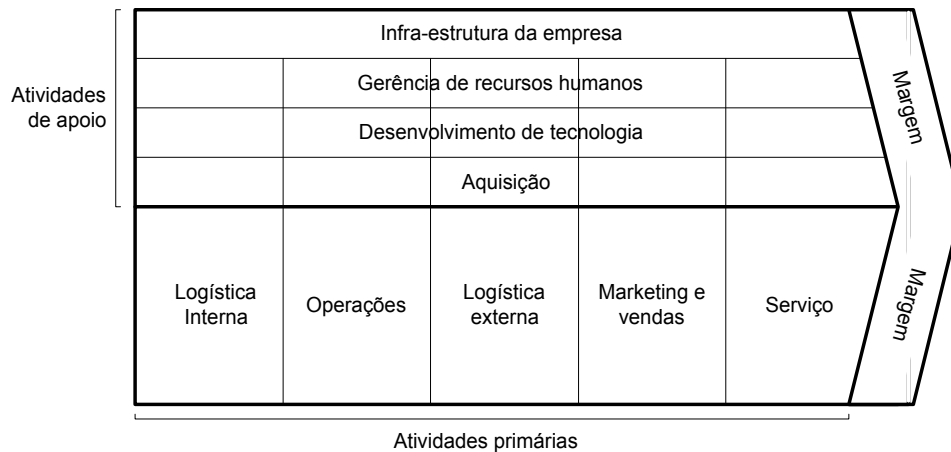 Infra-estrutura da empresa
Gerência de recursos humanos
Desenvolvimento de tecnologia
Aquisição
Atividades
de apoio
Margem
Logística
Interna
Operações
Logística
externa
Marketing e
vendas
Serviço
Margem
Atividades primárias